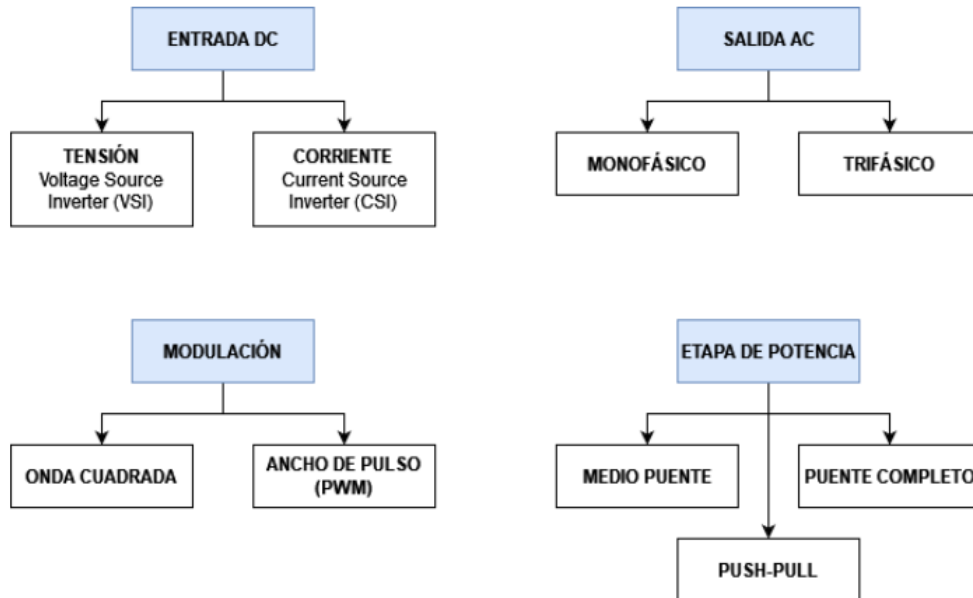 ENTRADA DC
TENSIÓN
Voltage Source
Inverter (VSI)
CORRIENTE
Current Source
Inverter (CSI)
SALIDA AC
MONOFÁSICO
TRIFÁSICO
MODULACIÓN
ONDA CUADRADA
ANCHO DE PULSO
(PWM)
ETAPA DE POTENCIA
MEDIO PUENTE
PUENTE COMPLETO
PUSH-PULL